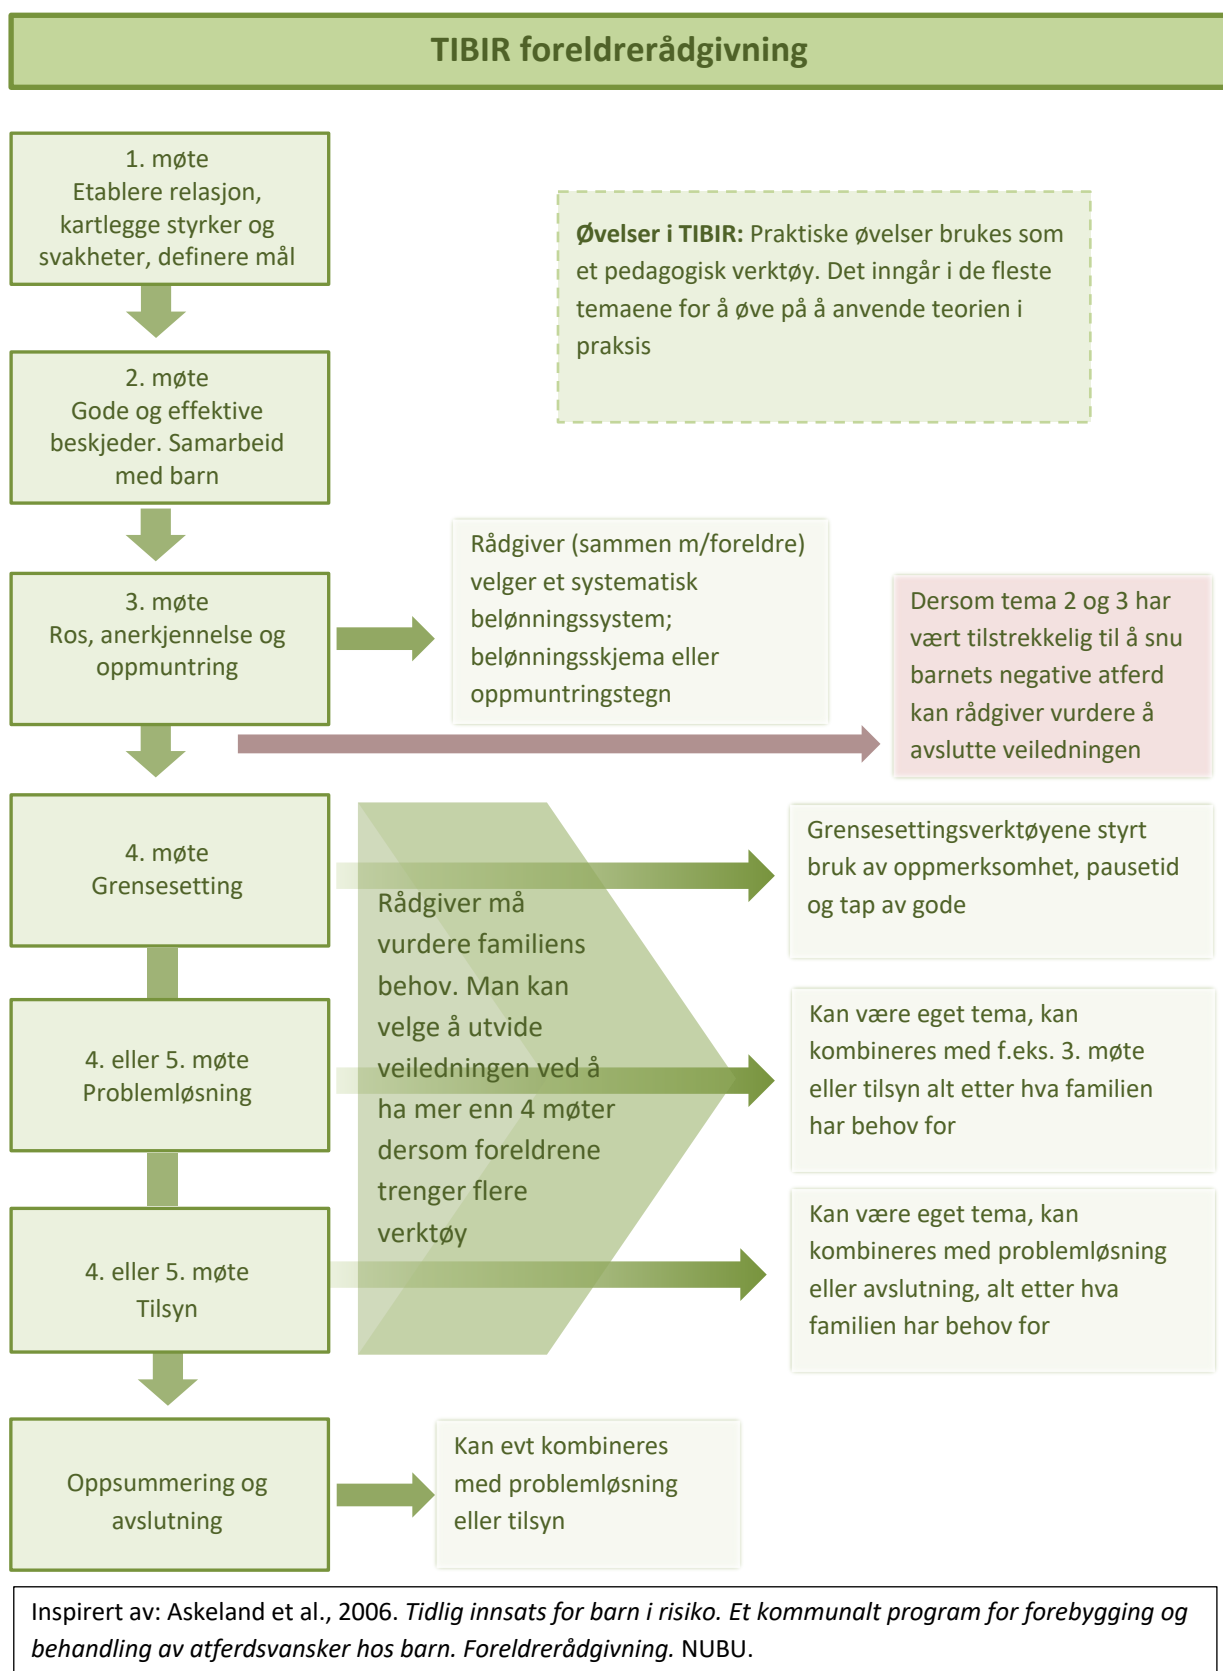 TIBIR foreldrerådgivning
1. møte
Etablere relasjon,
kartlegge styrker og
svakheter, definere mål
Øvelser i TIBIR: Praktiske øvelser brukes som
et pedagogisk verktøy. Det inngår i de fleste
temaene for å øve på å anvende teorien i
praksis
2. møte
Gode og effektive
beskjeder. Samarbeid
med barn
3. møte
Ros, anerkjennelse og
oppmuntring
Rådgiver (sammen m/foreldre)
velger et systematisk
belønningssystem;
belønningsskjema eller
oppmuntringstegn
Dersom tema 2 og 3 har
vært tilstrekkelig til å snu
barnets negative atferd
kan rådgiver vurdere å
avslutte veiledningen
4. møte
Grensesetting
Rådgiver må
vurdere familiens
behov. Man kan
velge å utvide
veiledningen ved å
ha mer enn 4 møter
dersom foreldrene
trenger flere
verktøy
Grensesettingsverktøyene styrt
bruk av oppmerksomhet, pausetid
og tap av gode
4. eller 5. møte
Problemløsning
Kan være eget tema, kan
kombineres med f.eks. 3. møte
eller tilsyn alt etter hva familien
har behov for
4. eller 5. møte
Tilsyn
Kan være eget tema, kan
kombineres med problemløsning
eller avslutning, alt etter hva
familien har behov for
Oppsummering og
avslutning
Kan evt kombineres
med problemløsning
eller tilsyn
Inspirert av: Askeland et al., 2006. Tidlig innsats for barn i risiko. Et kommunalt program for forebygging og
behandling av atferdsvansker hos barn. Foreldrerådgivning. NUBU.